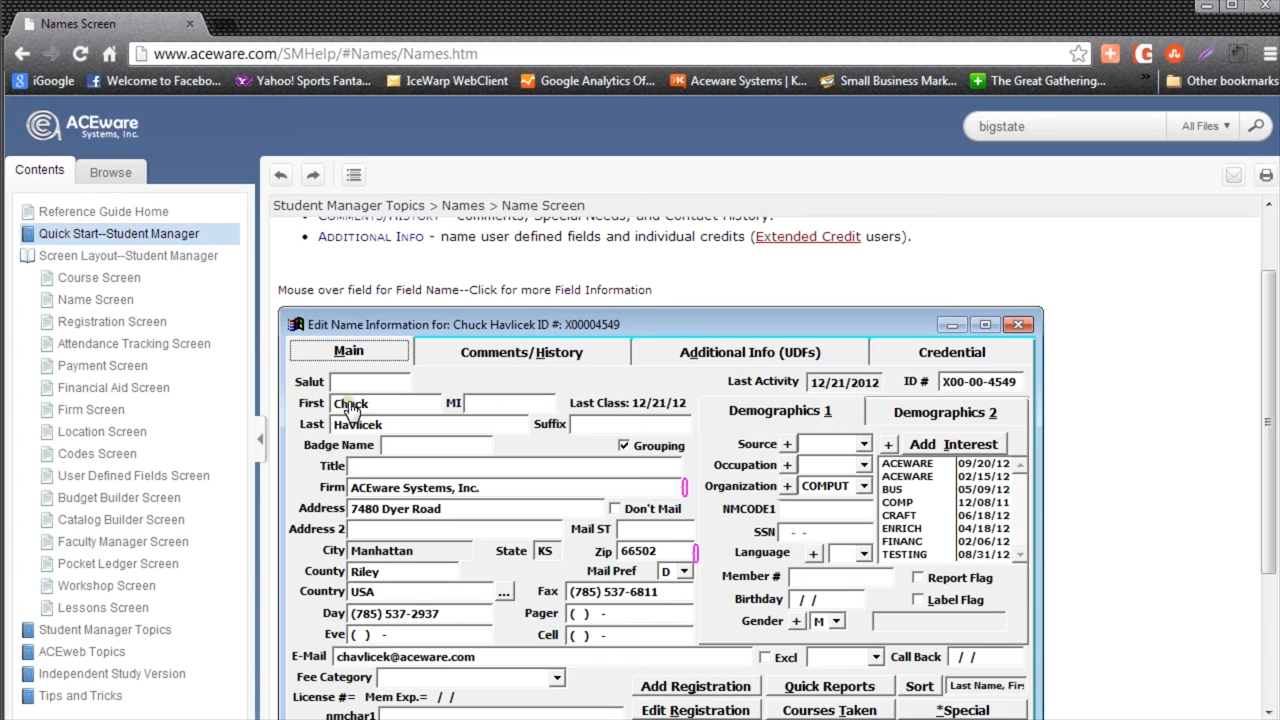 Names Screen
www.aceware.com/SMHelp/#Names/Names.htm
iGoogle Welcome to Facebo... Yahoo! Sports Fanta... IceWarp WebClient Google Analytics Of... Aceware Systems | K... Small Business Mark... The Great Gathering... Other bookmarks
ACEware
Systems, Inc.
bigstate All Files
Contents Browse
Reference Guide Home
Quick Start--Student Manager
Screen Layout--Student Manager
Course Screen
Name Screen
Registration Screen
Attendance Tracking Screen
Payment Screen
Financial Aid Screen
Firm Screen
Location Screen
Codes Screen
User Defined Fields Screen
Budget Builder Screen
Catalog Builder Screen
Faculty Manager Screen
Pocket Ledger Screen
Workshop Screen
Lessons Screen
Student Manager Topics
ACEweb Topics
Independent Study Version
Tips and Tricks
Student Manager Topics > Names > Name Screen
• COMMENTS/HISTORY - comments, Special Needs, and Contact History.
• ADDITIONAL INFO - name user defined fields and individual credits (Extended Credit users).
Mouse over field for Field Name--Click for more Field Information
Edit Name Information for: Chuck Havlicek ID #: X00004549
Main Comments/History Additional Info (UDFs) Credential
Salut Last Activity 12/21/2012 ID # X00-00-4549
First Chuck MI Last Class: 12/21/12
Last Havlicek Suffix
Badge Name Grouping
Title
Firm ACEware Systems, Inc.
Address 7480 Dyer Road Don't Mail
Address 2 Mail ST
City Manhattan State KS Zip 66502
County Riley Mail Pref D
Country USA ... Fax (785) 537-6811
Day (785) 537-2937 Pager ( ) -
Eve ( ) - Cell ( ) -
Demographics 1 Demographics 2
Source + + Add Interest
Occupation +
Organization + COMPUT
NMCODE1
SSN - -
Language +
ACEWARE 09/20/12
ACEWARE 02/15/12
BUS 05/09/12
COMP 12/08/11
CRAFT 06/18/12
ENRICH 04/18/12
FINANC 02/06/12
TESTING 08/31/12
Member # Report Flag
Birthday / / Label Flag
Gender + M
E-Mail chavlicek@aceware.com Excl Call Back / /
Fee Category
License #= Mem Exp.= / /
nmchar1
Add Registration Quick Reports Sort Last Name, Firs
Edit Registration Courses Taken *Special